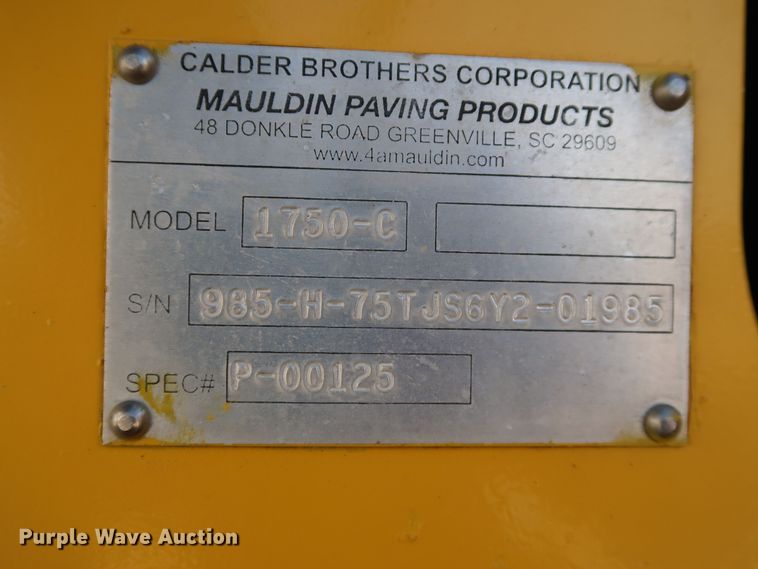 CALDER BROTHERS CORPORATION
MAULDIN PAVING PRODUCTS
48 DONKLE ROAD GREENVILLE, SC 29609
www.4amauldin.com
MODEL 1750-C
S/N 985-H-75TJS6Y2-01985
SPEC# P-00125
Purple Wave Auction